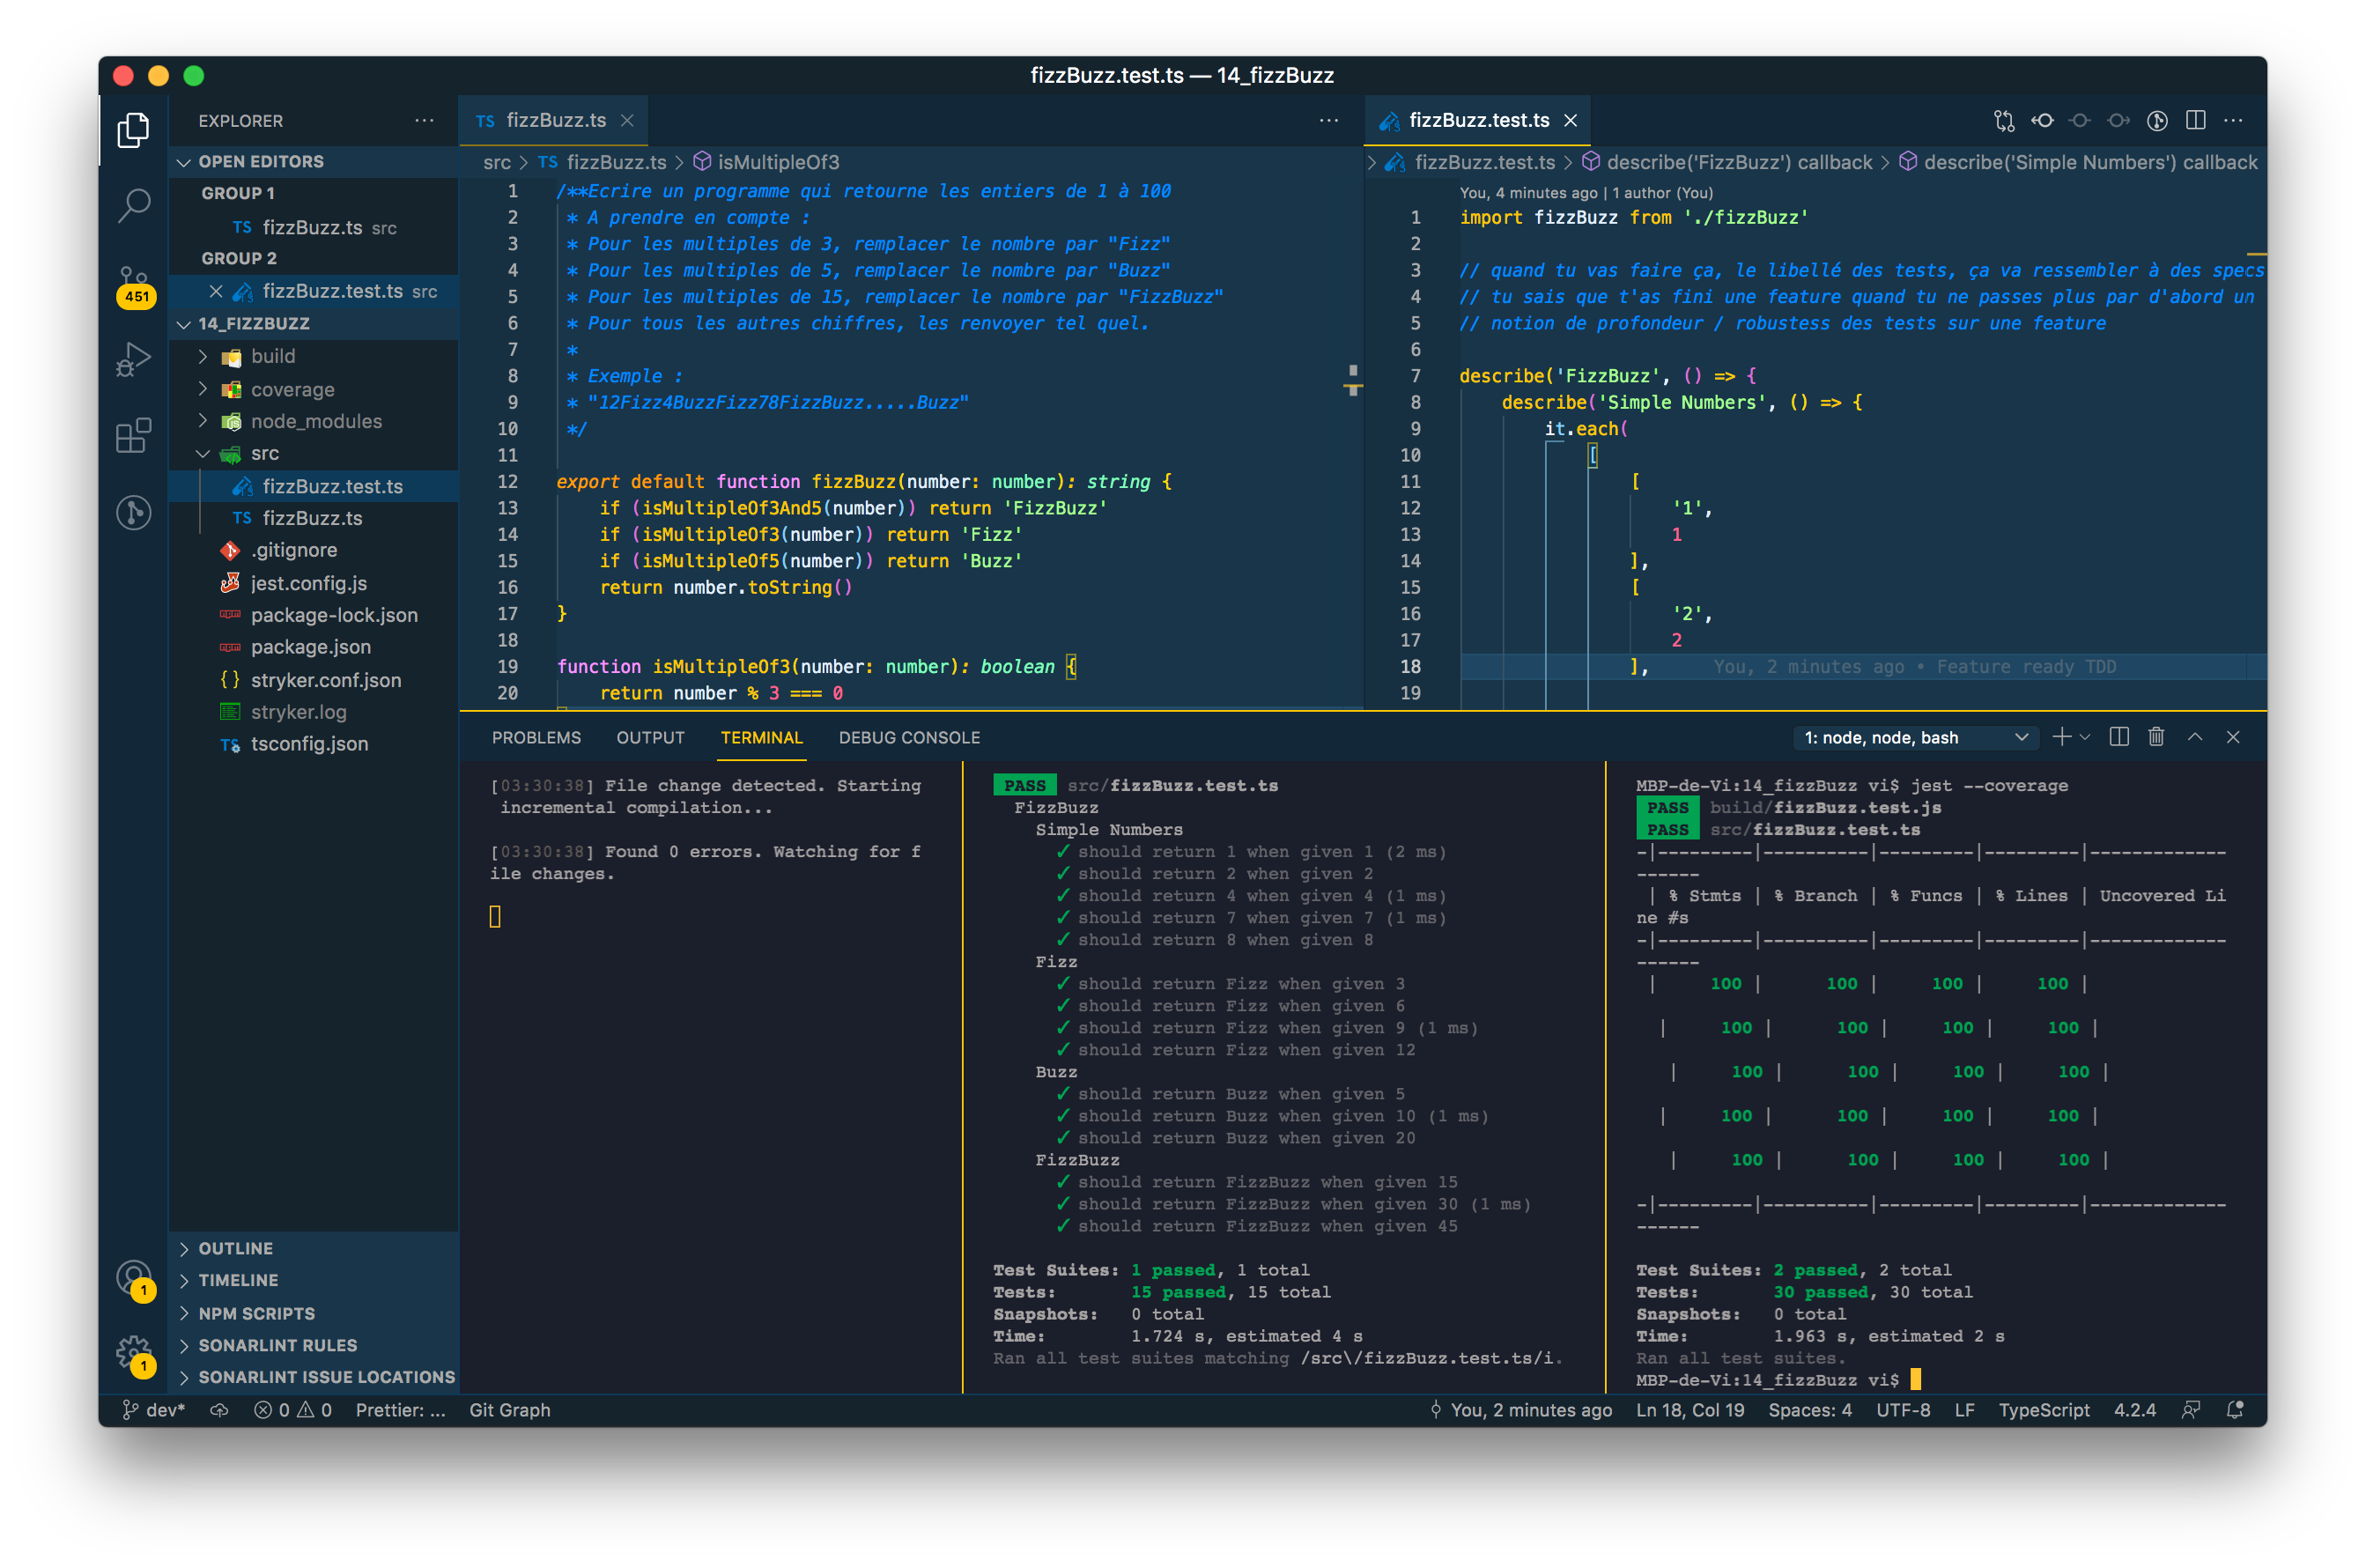 fizzBuzz.test.ts — 14_fizzBuzz
EXPLORER
OPEN EDITORS
GROUP 1
TS fizzBuzz.ts src
GROUP 2
fizzBuzz.test.ts src
14_FIZZBUZZ
build
coverage
node_modules
src
fizzBuzz.test.ts
TS fizzBuzz.ts
.gitignore
jest.config.js
package-lock.json
package.json
{} stryker.conf.json
stryker.log
tsconfig.json
OUTLINE
TIMELINE
NPM SCRIPTS
SONARLINT RULES
SONARLINT ISSUE LOCATIONS
451
1
1
TS fizzBuzz.ts
src > TS fizzBuzz.ts > isMultipleOf3
1 /**Ecrire un programme qui retourne les entiers de 1 à 100
2 * A prendre en compte :
3 * Pour les multiples de 3, remplacer le nombre par "Fizz"
4 * Pour les multiples de 5, remplacer le nombre par "Buzz"
5 * Pour les multiples de 15, remplacer le nombre par "FizzBuzz"
6 * Pour tous les autres chiffres, les renvoyer tel quel.
7 *
8 * Exemple :
9 * "12Fizz4BuzzFizz78FizzBuzz.....Buzz"
10 */
11
12 export default function fizzBuzz(number: number): string {
13 if (isMultipleOf3And5(number)) return 'FizzBuzz'
14 if (isMultipleOf3(number)) return 'Fizz'
15 if (isMultipleOf5(number)) return 'Buzz'
16 return number.toString()
17 }
18
19 function isMultipleOf3(number: number): boolean {
20 return number % 3 === 0
fizzBuzz.test.ts
> fizzBuzz.test.ts > describe('FizzBuzz') callback > describe('Simple Numbers') callback
You, 4 minutes ago | 1 author (You)
1 import fizzBuzz from './fizzBuzz'
2
3 // quand tu vas faire ça, le libellé des tests, ça va ressembler à des specs
4 // tu sais que t'as fini une feature quand tu ne passes plus par d'abord un
5 // notion de profondeur / robustess des tests sur une feature
6
7 describe('FizzBuzz', () => {
8 describe('Simple Numbers', () => {
9 it.each(
10 [
11 [
12 '1',
13 1
14 ],
15 [
16 '2',
17 2
18 ], You, 2 minutes ago • Feature ready TDD
19
PROBLEMS OUTPUT TERMINAL DEBUG CONSOLE
1: node, node, bash
[03:30:38] File change detected. Starting
incremental compilation...
[03:30:38] Found 0 errors. Watching for f
ile changes.
PASS src/fizzBuzz.test.ts
FizzBuzz
Simple Numbers
✓ should return 1 when given 1 (2 ms)
✓ should return 2 when given 2
✓ should return 4 when given 4 (1 ms)
✓ should return 7 when given 7 (1 ms)
✓ should return 8 when given 8
Fizz
✓ should return Fizz when given 3
✓ should return Fizz when given 6
✓ should return Fizz when given 9 (1 ms)
✓ should return Fizz when given 12
Buzz
✓ should return Buzz when given 5
✓ should return Buzz when given 10 (1 ms)
✓ should return Buzz when given 20
FizzBuzz
✓ should return FizzBuzz when given 15
✓ should return FizzBuzz when given 30 (1 ms)
✓ should return FizzBuzz when given 45
Test Suites: 1 passed, 1 total
Tests: 15 passed, 15 total
Snapshots: 0 total
Time: 1.724 s, estimated 4 s
Ran all test suites matching /src\/fizzBuzz.test.ts/i.
MBP-de-Vi:14_fizzBuzz vi$ jest --coverage
PASS build/fizzBuzz.test.js
PASS src/fizzBuzz.test.ts
-|---------|----------|---------|---------|-------------
------
| % Stmts | % Branch | % Funcs | % Lines | Uncovered Li
ne #s
-|---------|----------|---------|---------|-------------
------
| 100 | 100 | 100 | 100 |
| 100 | 100 | 100 | 100 |
| 100 | 100 | 100 | 100 |
| 100 | 100 | 100 | 100 |
| 100 | 100 | 100 | 100 |
-|---------|----------|---------|---------|-------------
------
Test Suites: 2 passed, 2 total
Tests: 30 passed, 30 total
Snapshots: 0 total
Time: 1.963 s, estimated 2 s
Ran all test suites.
MBP-de-Vi:14_fizzBuzz vi$
dev* 0 0 Prettier: ... Git Graph
You, 2 minutes ago Ln 18, Col 19 Spaces: 4 UTF-8 LF TypeScript 4.2.4